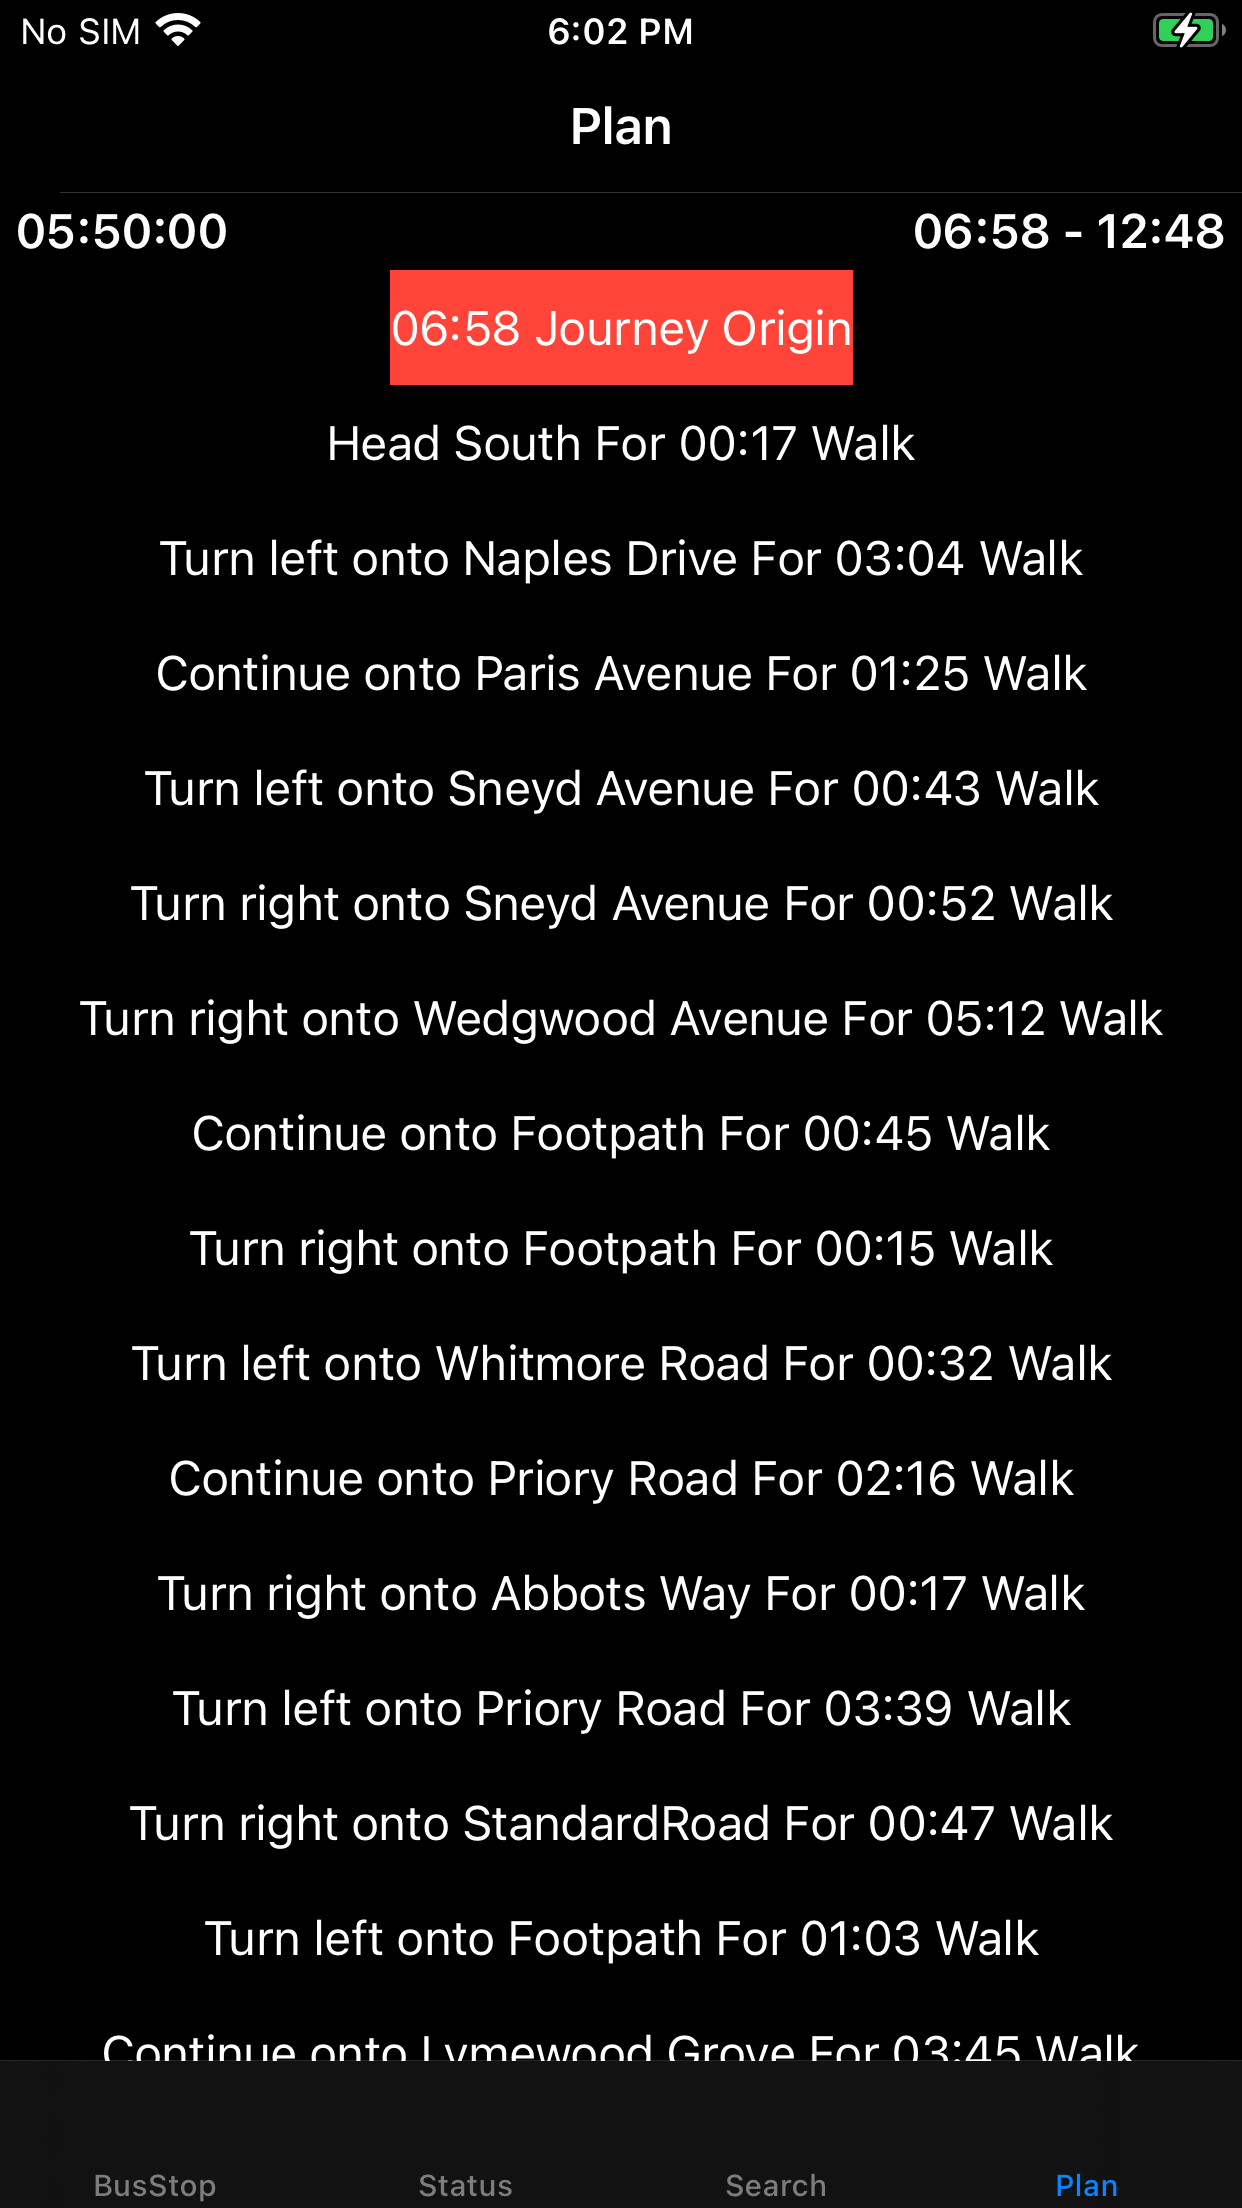 No SIM 6:02 PM
Plan
05:50:00 06:58 - 12:48
06:58 Journey Origin
Head South For 00:17 Walk
Turn left onto Naples Drive For 03:04 Walk
Continue onto Paris Avenue For 01:25 Walk
Turn left onto Sneyd Avenue For 00:43 Walk
Turn right onto Sneyd Avenue For 00:52 Walk
Turn right onto Wedgwood Avenue For 05:12 Walk
Continue onto Footpath For 00:45 Walk
Turn right onto Footpath For 00:15 Walk
Turn left onto Whitmore Road For 00:32 Walk
Continue onto Priory Road For 02:16 Walk
Turn right onto Abbots Way For 00:17 Walk
Turn left onto Priory Road For 03:39 Walk
Turn right onto StandardRoad For 00:47 Walk
Turn left onto Footpath For 01:03 Walk
Continue onto Lymewood Grove For 03:45 Walk
BusStop Status Search Plan